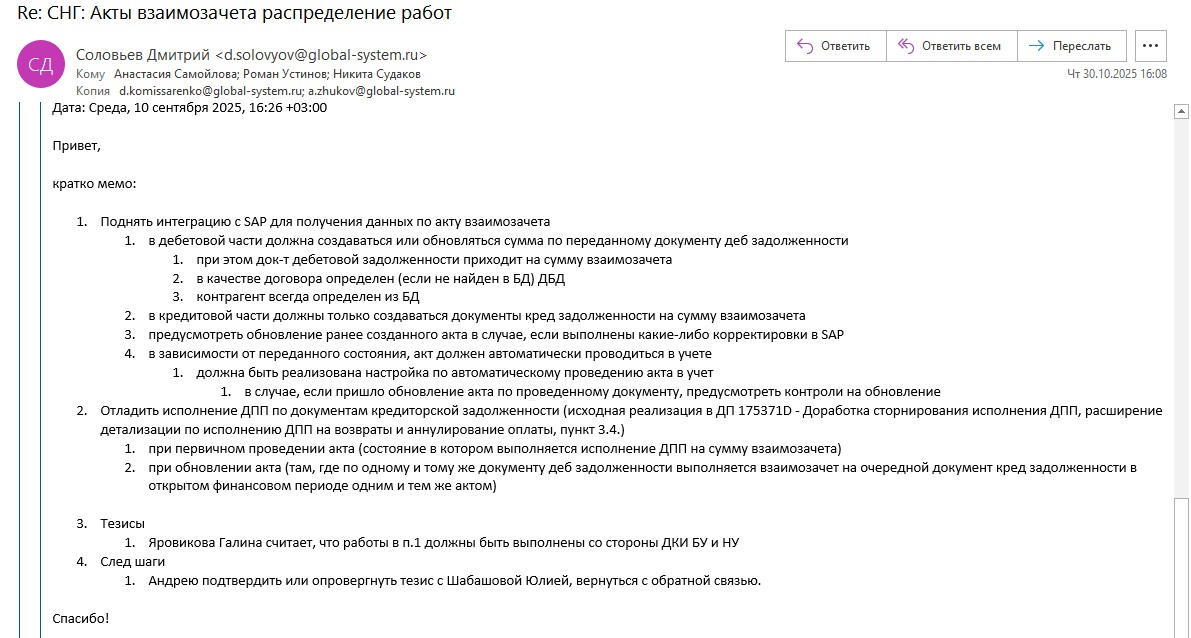 Re: СНГ: Акты взаимозачета распределение работ
СД
Соловьев Дмитрий <d.solovyov@global-system.ru>
Кому Анастасия Самойлова; Роман Устинов; Никита Судаков
Копия d.komissarenko@global-system.ru; a.zhukov@global-system.ru
Ответить
Ответить всем
Переслать
Чт 30.10.2025 16:08
Дата: Среда, 10 сентября 2025, 16:26 +03:00
Привет,
кратко мемо:
1. Поднять интеграцию с SAP для получения данных по акту взаимозачета
1. в дебетовой части должна создаваться или обновляться сумма по переданному документу деб задолженности
1. при этом док-т дебетовой задолженности приходит на сумму взаимозачета
2. в качестве договора определен (если не найден в БД) ДБД
3. контрагент всегда определен из БД
2. в кредитовой части должны только создаваться документы кред задолженности на сумму взаимозачета
3. предусмотреть обновление ранее созданного акта в случае, если выполнены какие-либо корректировки в SAP
4. в зависимости от переданного состояния, акт должен автоматически проводиться в учете
1. должна быть реализована настройка по автоматическому проведению акта в учет
1. в случае, если пришло обновление акта по проведенному документу, предусмотреть контроли на обновление
2. Отладить исполнение ДПП по документам кредиторской задолженности (исходная реализация в ДП 175371D - Доработка сторнирования исполнения ДПП, расширение
детализации по исполнению ДПП на возвраты и аннулирование оплаты, пункт 3.4.)
1. при первичном проведении акта (состояние в котором выполняется исполнение ДПП на сумму взаимозачета)
2. при обновлении акта (там, где по одному и тому же документу деб задолженности выполняется взаимозачет на очередной документ кред задолженности в
открытом финансовом периоде одним и тем же актом)
3. Тезисы
1. Яровикова Галина считает, что работы в п.1 должны быть выполнены со стороны ДКИ БУ и НУ
4. След шаги
1. Андрею подтвердить или опровергнуть тезис с Шабашовой Юлией, вернуться с обратной связью.
Спасибо!